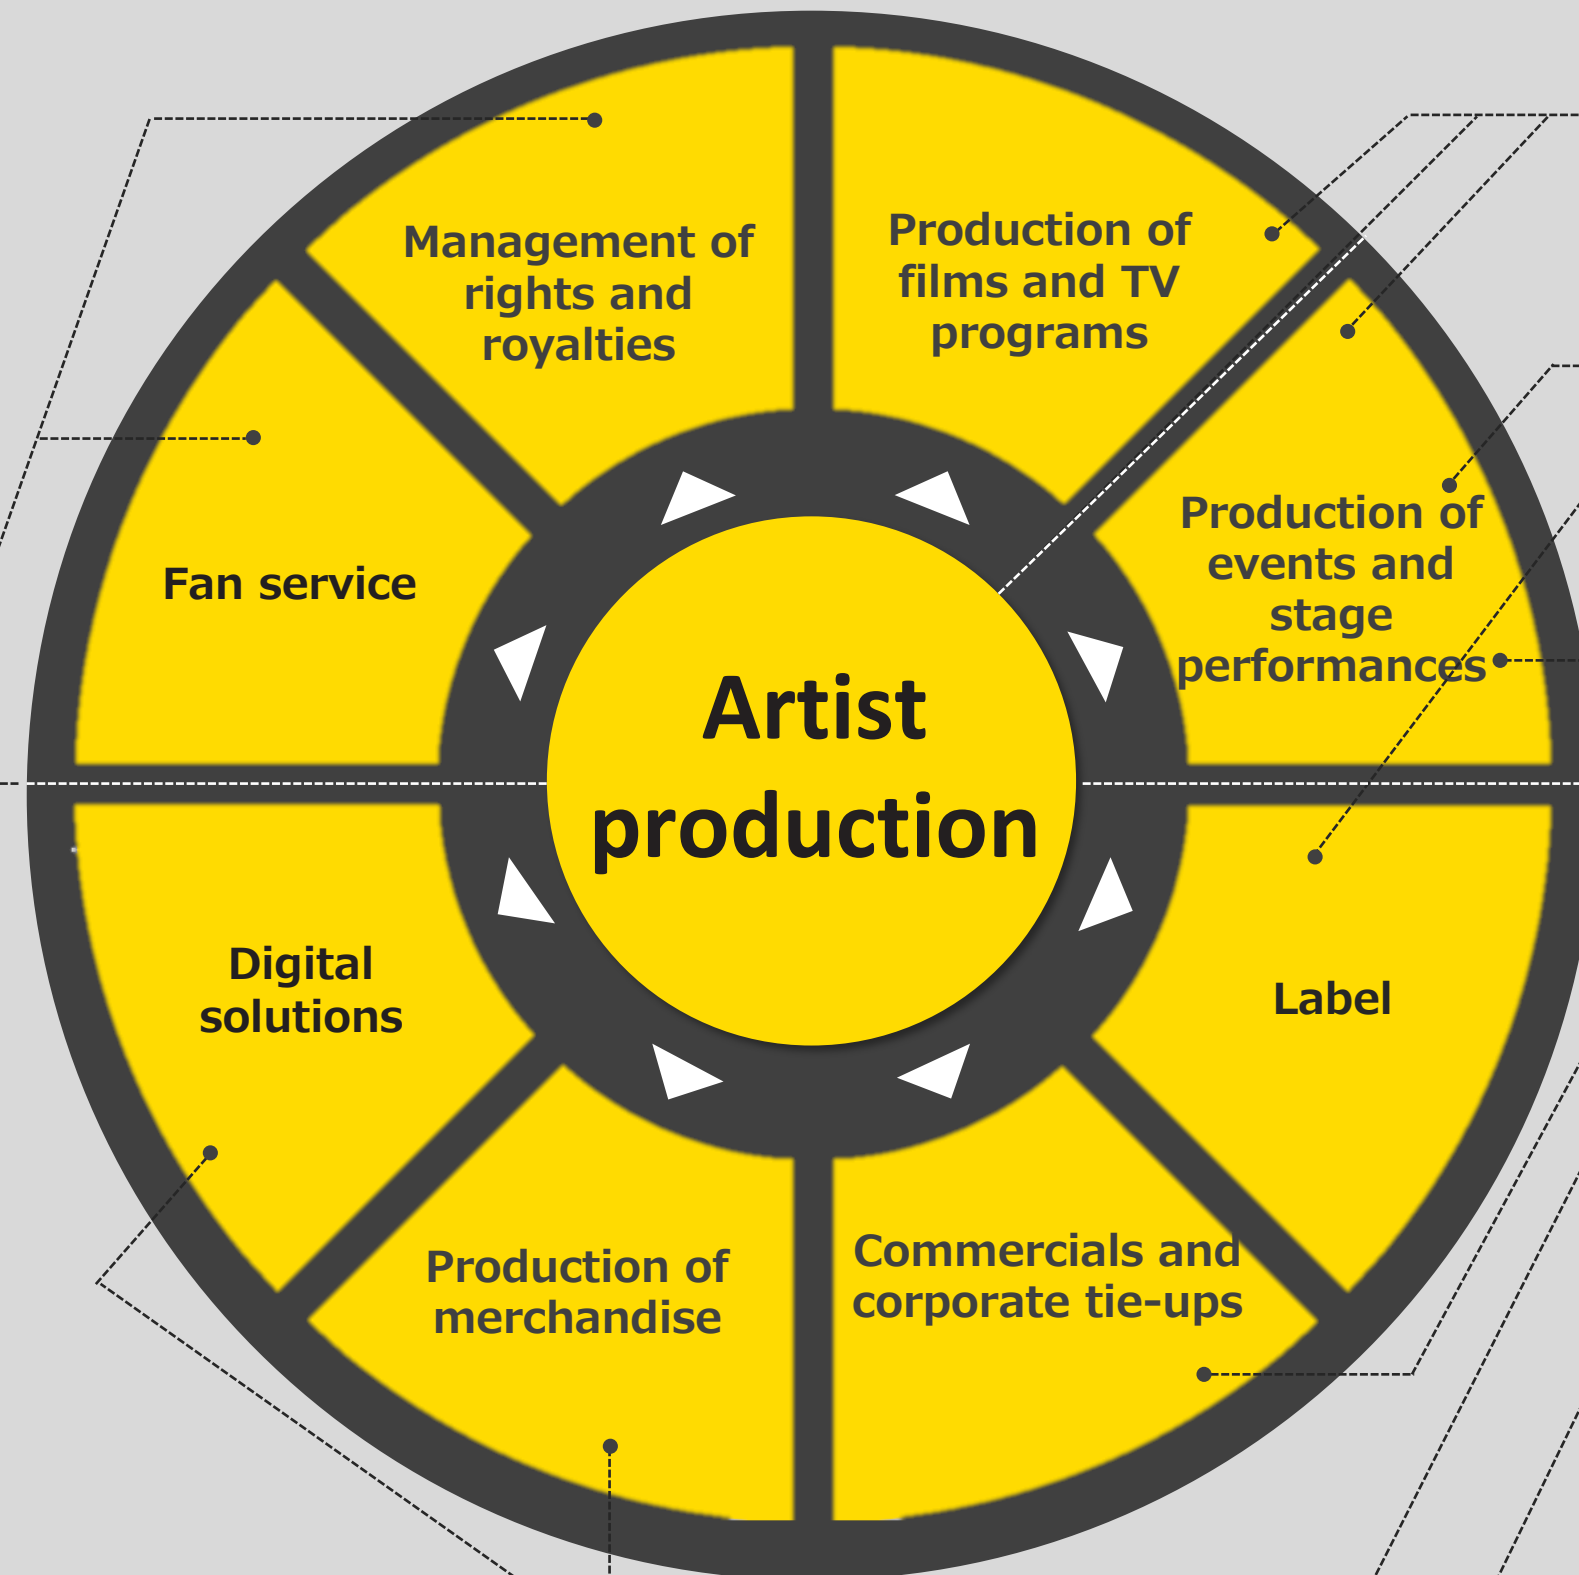 Management of
rights and
royalties
Production of
films and TV
programs
Production of
events and
stage
performances
Fan service
Artist
production
Digital
solutions
Label
Production of
merchandise
Commercials and
corporate tie-ups